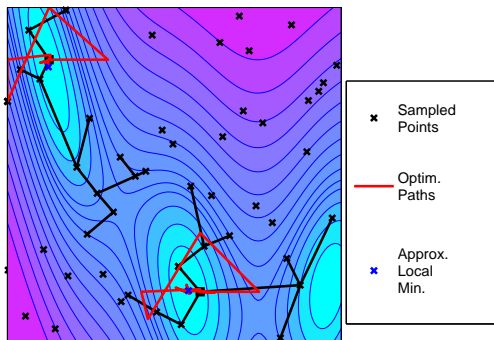 Sampled
Points
Optim.
Paths
Approx.
Local
Min.